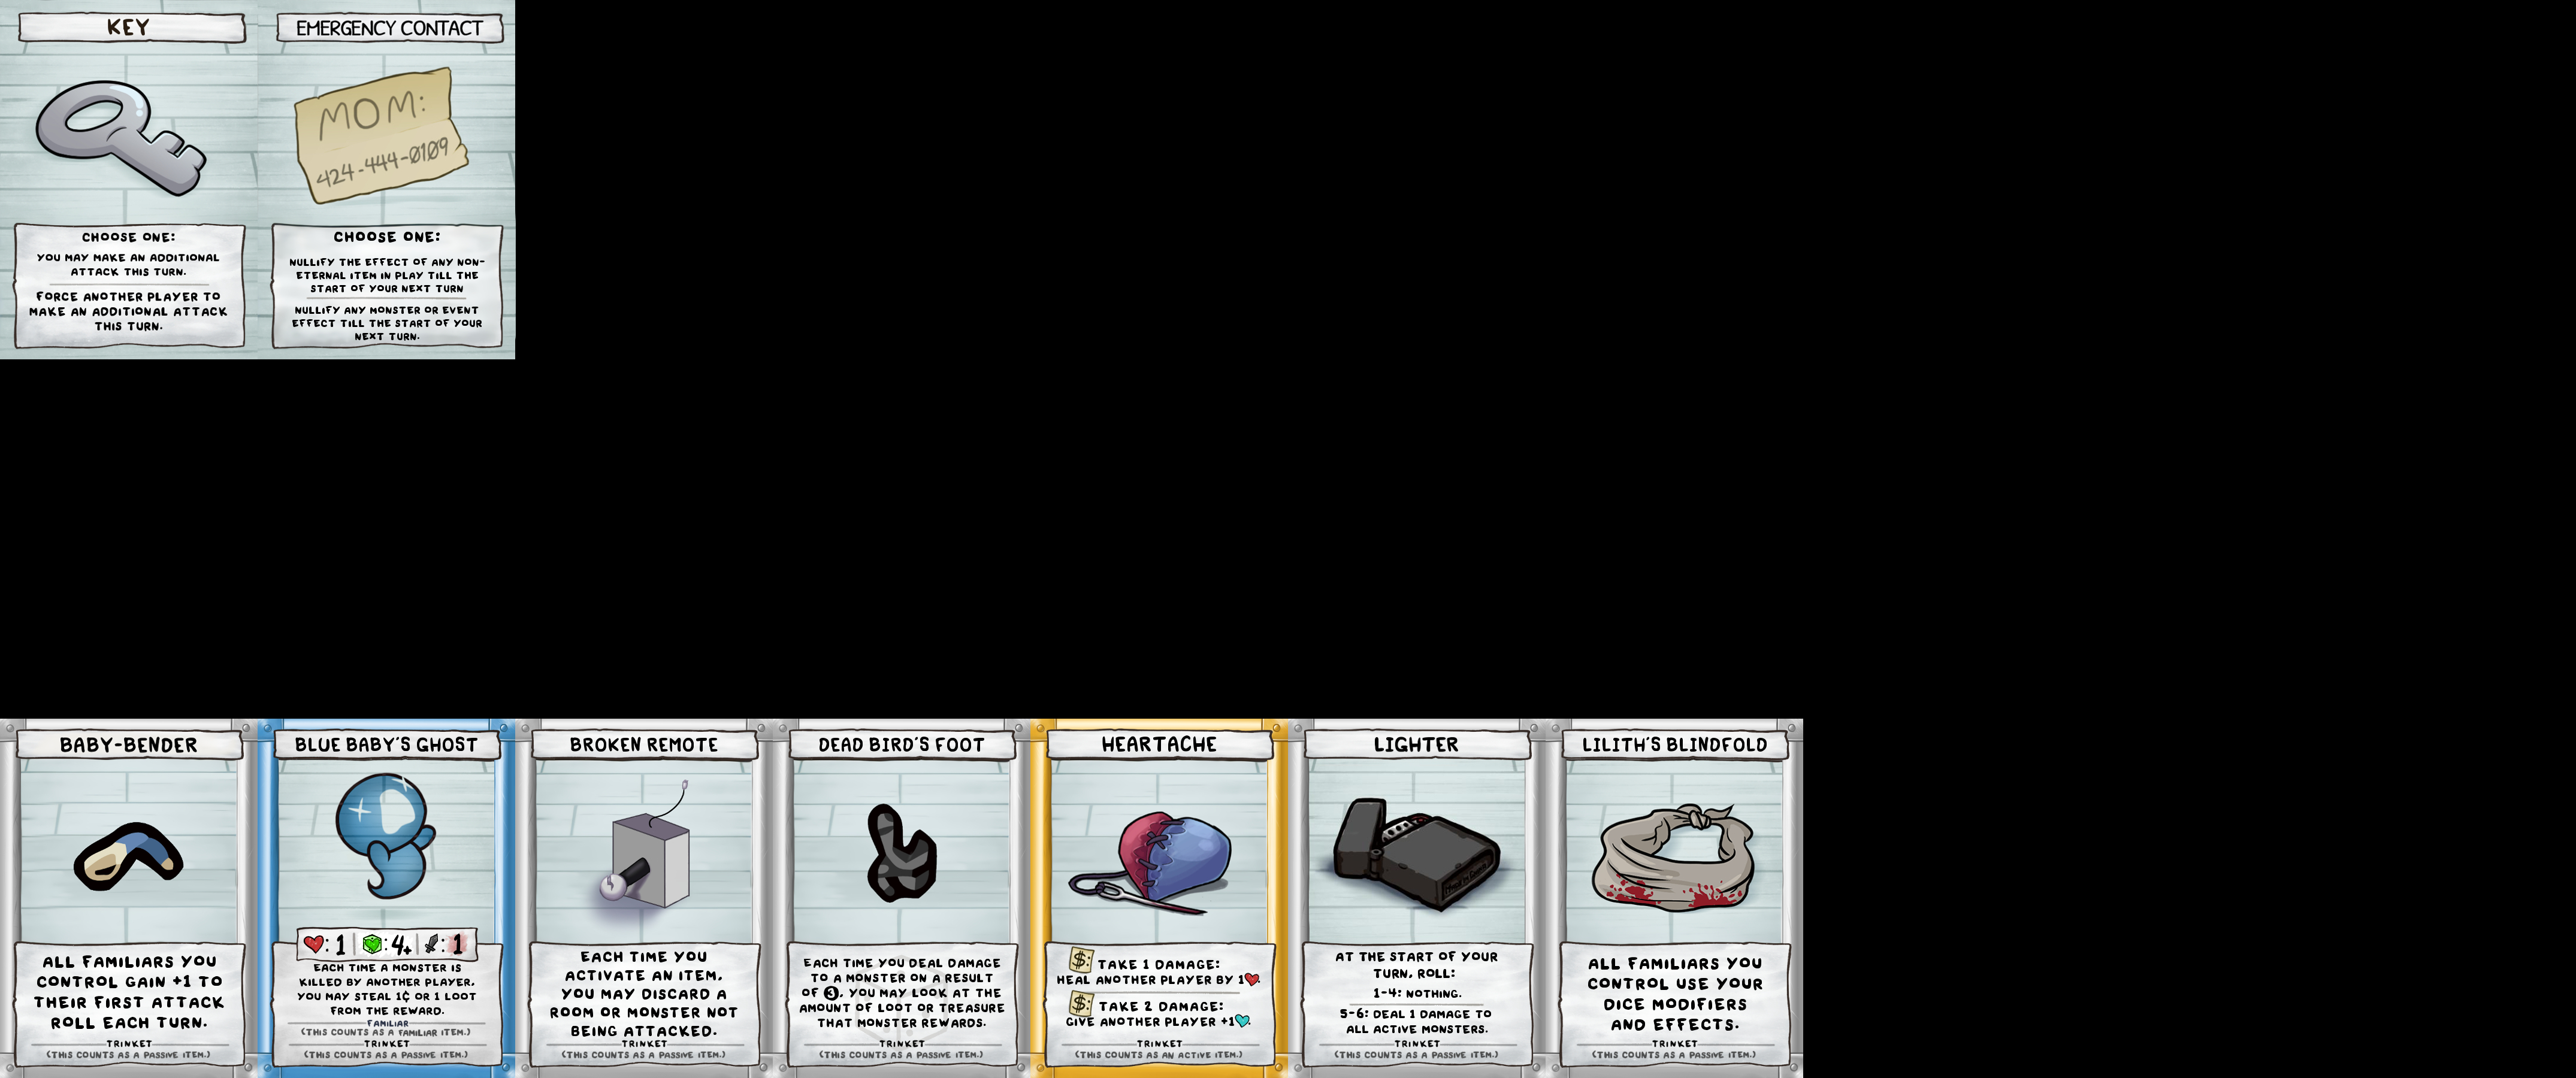 KEY
CHOOSE ONE:
YOU MAY MAKE AN ADDITIONAL
ATTACK THIS TURN.
FORCE ANOTHER PLAYER TO
MAKE AN ADDITIONAL ATTACK
THIS TURN.
EMERGENCY CONTACT
MOM:
424-444-0109
CHOOSE ONE:
NULLIFY THE EFFECT OF ANY NON-
ETERNAL ITEM IN PLAY TILL THE
START OF YOUR NEXT TURN
NULLIFY ANY MONSTER OR EVENT
EFFECT TILL THE START OF YOUR
NEXT TURN.
BABY-BENDER
ALL FAMILIARS YOU
CONTROL GAIN +1 TO
THEIR FIRST ATTACK
ROLL EACH TURN.
TRINKET
(THIS COUNTS AS A PASSIVE ITEM.)
BLUE BABY'S GHOST
: 1 : 4+ : 1
EACH TIME A MONSTER IS
KILLED BY ANOTHER PLAYER,
YOU MAY STEAL 1¢ OR 1 LOOT
FROM THE REWARD.
FAMILIAR
(THIS COUNTS AS A FAMILIAR ITEM.)
TRINKET
(THIS COUNTS AS A PASSIVE ITEM.)
BROKEN REMOTE
EACH TIME YOU
ACTIVATE AN ITEM,
YOU MAY DISCARD A
ROOM OR MONSTER NOT
BEING ATTACKED.
TRINKET
(THIS COUNTS AS A PASSIVE ITEM.)
DEAD BIRD'S FOOT
EACH TIME YOU DEAL DAMAGE
TO A MONSTER ON A RESULT
OF 3, YOU MAY LOOK AT THE
AMOUNT OF LOOT OR TREASURE
THAT MONSTER REWARDS.
TRINKET
(THIS COUNTS AS A PASSIVE ITEM.)
HEARTACHE
$: TAKE 1 DAMAGE:
HEAL ANOTHER PLAYER BY 1.
$: TAKE 2 DAMAGE:
GIVE ANOTHER PLAYER +1.
TRINKET
(THIS COUNTS AS AN ACTIVE ITEM.)
LIGHTER
AT THE START OF YOUR
TURN, ROLL:
1-4: NOTHING.
5-6: DEAL 1 DAMAGE TO
ALL ACTIVE MONSTERS.
TRINKET
(THIS COUNTS AS A PASSIVE ITEM.)
LILITH'S BLINDFOLD
ALL FAMILIARS YOU
CONTROL USE YOUR
DICE MODIFIERS
AND EFFECTS.
TRINKET
(THIS COUNTS AS A PASSIVE ITEM.)